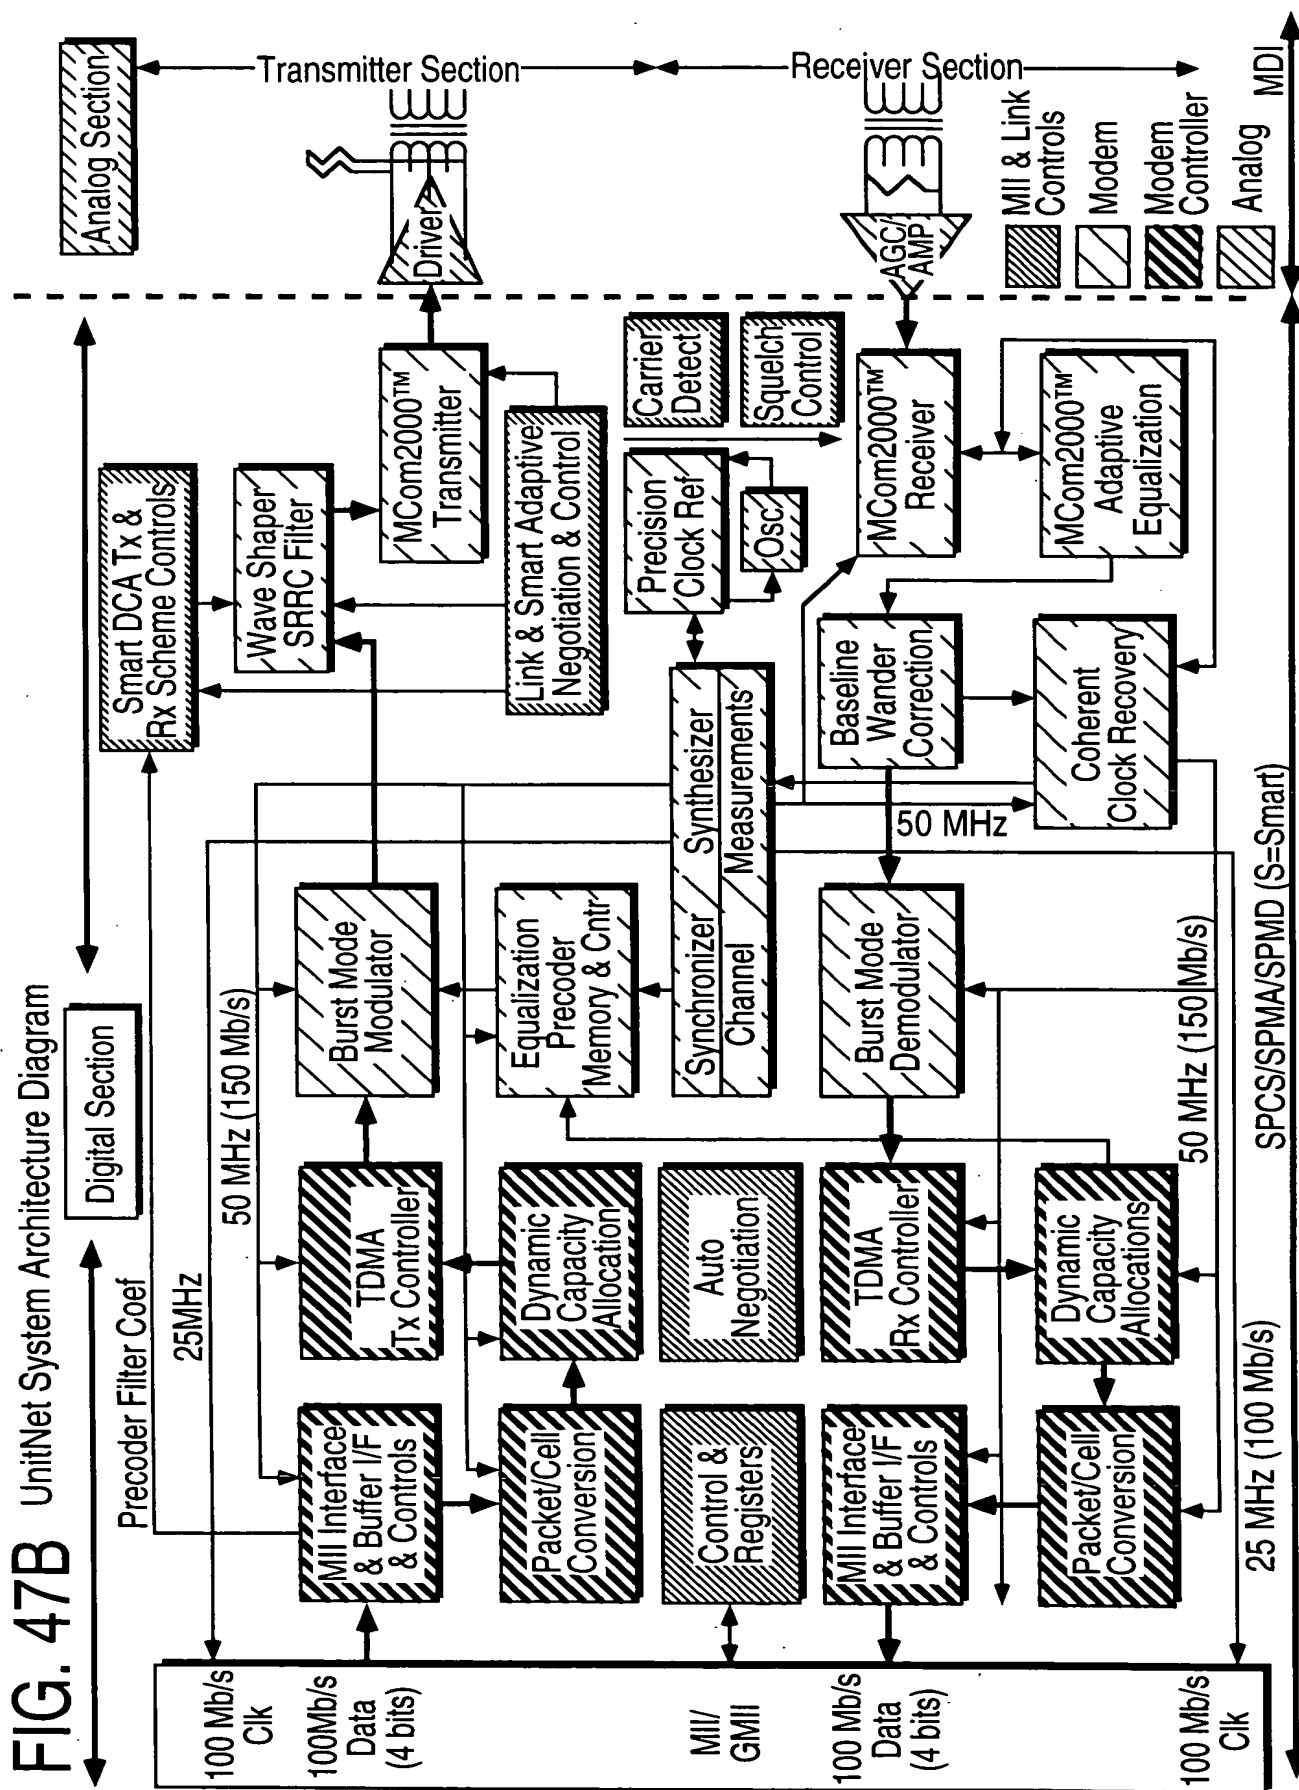 FIG. 47B UnitNet System Architecture Diagram
Digital Section
Analog Section
Precoder Filter Coef
25MHz
50 MHz (150 Mb/s)
Transmitter Section
Receiver Section
100 Mb/s
Clk
100Mb/s
Data
(4 bits)
MII/
GMII
100 Mb/s
Data
(4 bits)
100 Mb/s
Clk
MII Interface
& Buffer I/F
& Controls
TDMA
Tx Controller
Burst Mode
Modulator
Smart DCA Tx &
Rx Scheme Controls
Wave Shaper
SRRC Filter
MCom2000™
Transmitter
Driver
Packet/Cell
Conversion
Dynamic
Capacity
Allocation
Equalization
Precoder
Memory & Cntr
Link & Smart Adaptive
Negotiation & Control
Control &
Registers
Auto
Negotiation
Synchronizer Synthesizer
Channel Measurements
Precision
Clock Ref
Osc
Carrier
Detect
Squelch
Control
MII Interface
& Buffer I/F
& Controls
TDMA
Rx Controller
Burst Mode
Demodulator
Baseline
Wander
Correction
MCom2000™
Receiver
AGC/
AMP
50 MHz
Packet/Cell
Conversion
Dynamic
Capacity
Allocations
Coherent
Clock Recovery
MCom2000™
Adaptive
Equalization
50 MHz (150 Mb/s)
25 MHz (100 Mb/s)
MII & Link
Controls
Modem
Modem
Controller
Analog
SPCS/SPMA/SPMD (S=Smart)
MDI